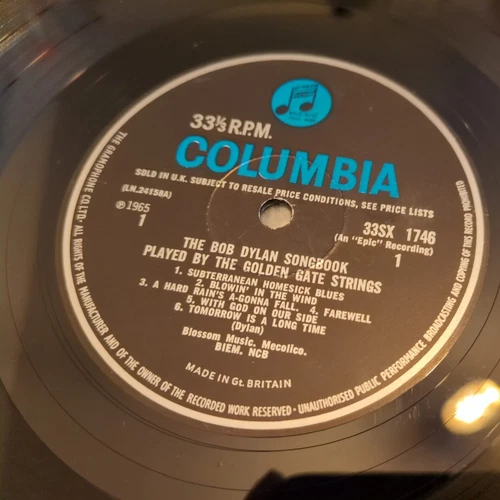 33⅓ R.P.M.
COLUMBIA
SOLD IN U.K. SUBJECT TO RESALE PRICE CONDITIONS, SEE PRICE LISTS
(LN.24158A)
℗1965
1
33SX 1746
(An "Epic" Recording)
1
THE BOB DYLAN SONGBOOK
PLAYED BY THE GOLDEN GATE STRINGS
1. SUBTERRANEAN HOMESICK BLUES
2. BLOWIN' IN THE WIND
3. A HARD RAIN'S A-GONNA FALL. 4. FAREWELL
5. WITH GOD ON OUR SIDE
6. TOMORROW IS A LONG TIME
(Dylan)
Blossom Music, Mecolico.
BIEM, NCB
MADE IN Gt. BRITAIN
THE GRAMOPHONE CO. LTD. · ALL RIGHTS OF THE MANUFACTURER AND OF THE OWNER OF THE RECORDED WORK RESERVED · UNAUTHORISED PUBLIC PERFORMANCE BROADCASTING AND COPYING OF THIS RECORD PROHIBITED